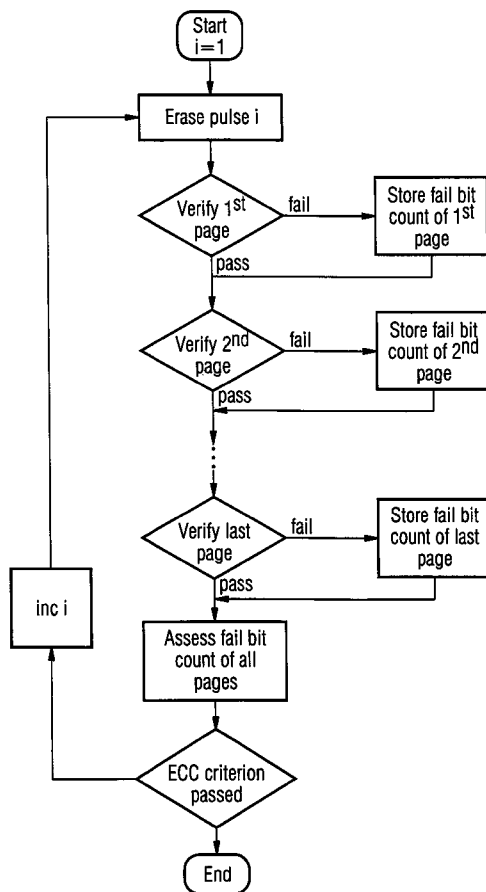 Start
i=1
Erase pulse i
Verify 1st
page
fail
Store fail bit
count of 1st
page
pass
Verify 2nd
page
fail
Store fail bit
count of 2nd
page
pass
Verify last
page
fail
Store fail bit
count of last
page
pass
inc i
Assess fail bit
count of all
pages
ECC criterion
passed
End